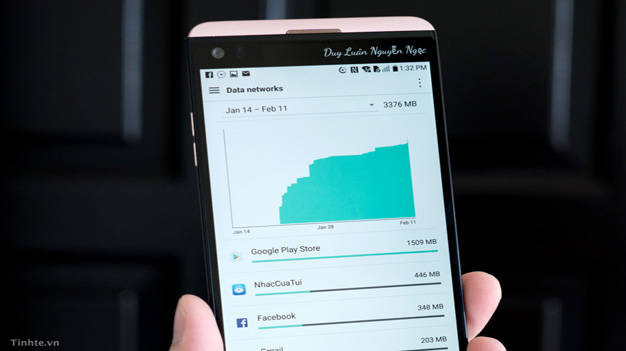 Duy Luân Nguyễn Ngọc
1:32 PM
Data networks
Jan 14 – Feb 11 3376 MB
Jan 14 Jan 28 Feb 11
Google Play Store 1509 MB
NhacCuaTui 446 MB
Facebook 348 MB
Gmail 203 MB
Tinhte.vn